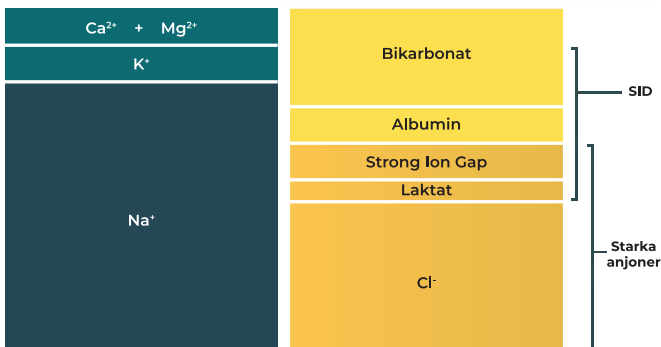 Ca²⁺ + Mg²⁺
K⁺
Na⁺
Bikarbonat
Albumin
Strong Ion Gap
Laktat
Cl⁻
SID
Starka
anjoner